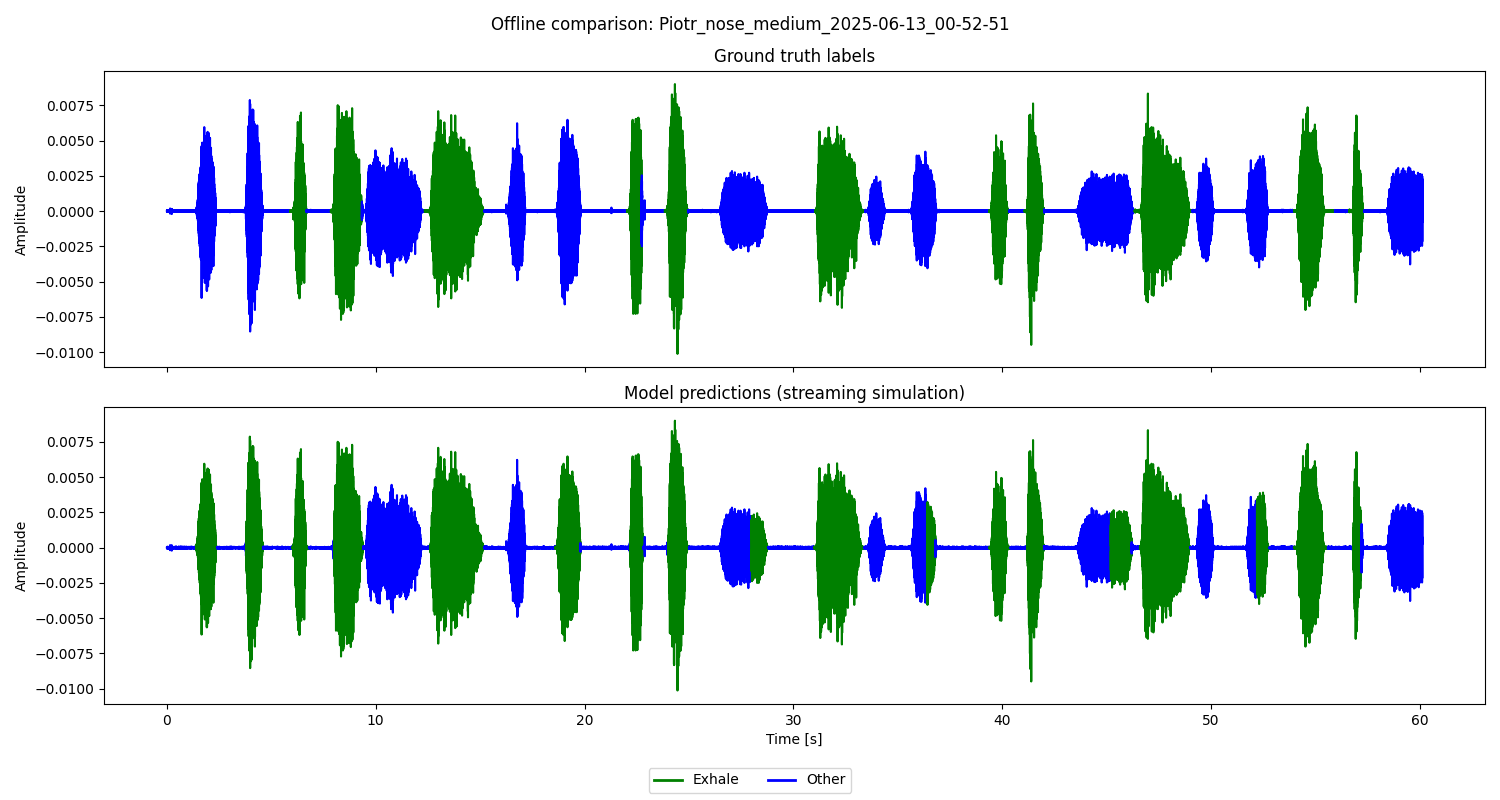 Offline comparison: Piotr_nose_medium_2025-06-13_00-52-51
Ground truth labels
0.0075
0.0050
0.0025
0.0000
−0.0025
−0.0050
−0.0075
−0.0100
Amplitude
Model predictions (streaming simulation)
0.0075
0.0050
0.0025
0.0000
−0.0025
−0.0050
−0.0075
−0.0100
Amplitude
0 10 20 30 40 50 60
Time [s]
Exhale Other